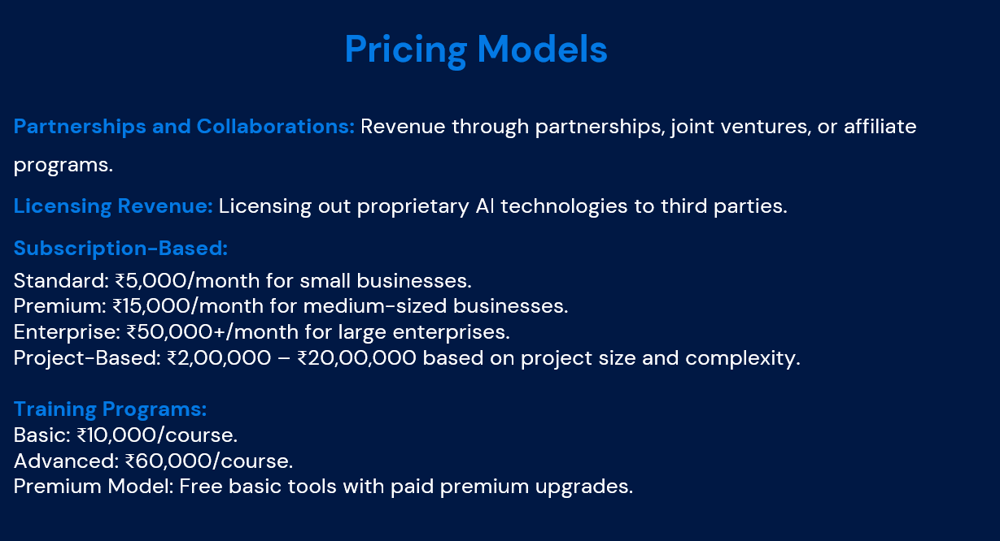 Pricing Models
Partnerships and Collaborations: Revenue through partnerships, joint ventures, or affiliate
programs.
Licensing Revenue: Licensing out proprietary AI technologies to third parties.
Subscription-Based:
Standard: ₹5,000/month for small businesses.
Premium: ₹15,000/month for medium-sized businesses.
Enterprise: ₹50,000+/month for large enterprises.
Project-Based: ₹2,00,000 – ₹20,00,000 based on project size and complexity.
Training Programs:
Basic: ₹10,000/course.
Advanced: ₹60,000/course.
Premium Model: Free basic tools with paid premium upgrades.